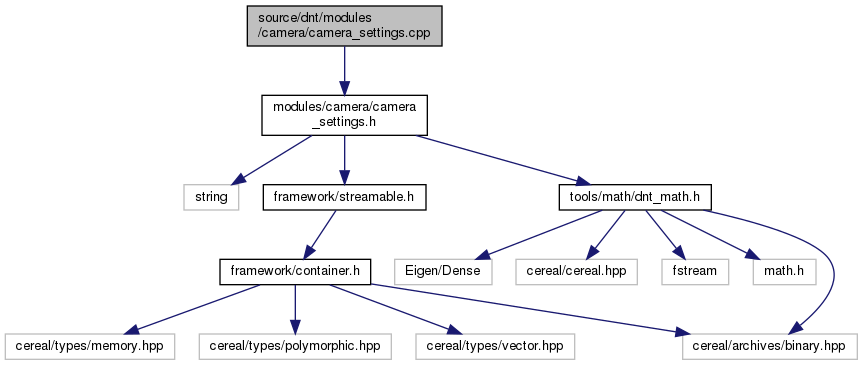 source/dnt/modules
/camera/camera_settings.cpp
modules/camera/camera
_settings.h
string
framework/streamable.h
tools/math/dnt_math.h
framework/container.h
Eigen/Dense
cereal/cereal.hpp
fstream
math.h
cereal/types/memory.hpp
cereal/types/polymorphic.hpp
cereal/types/vector.hpp
cereal/archives/binary.hpp